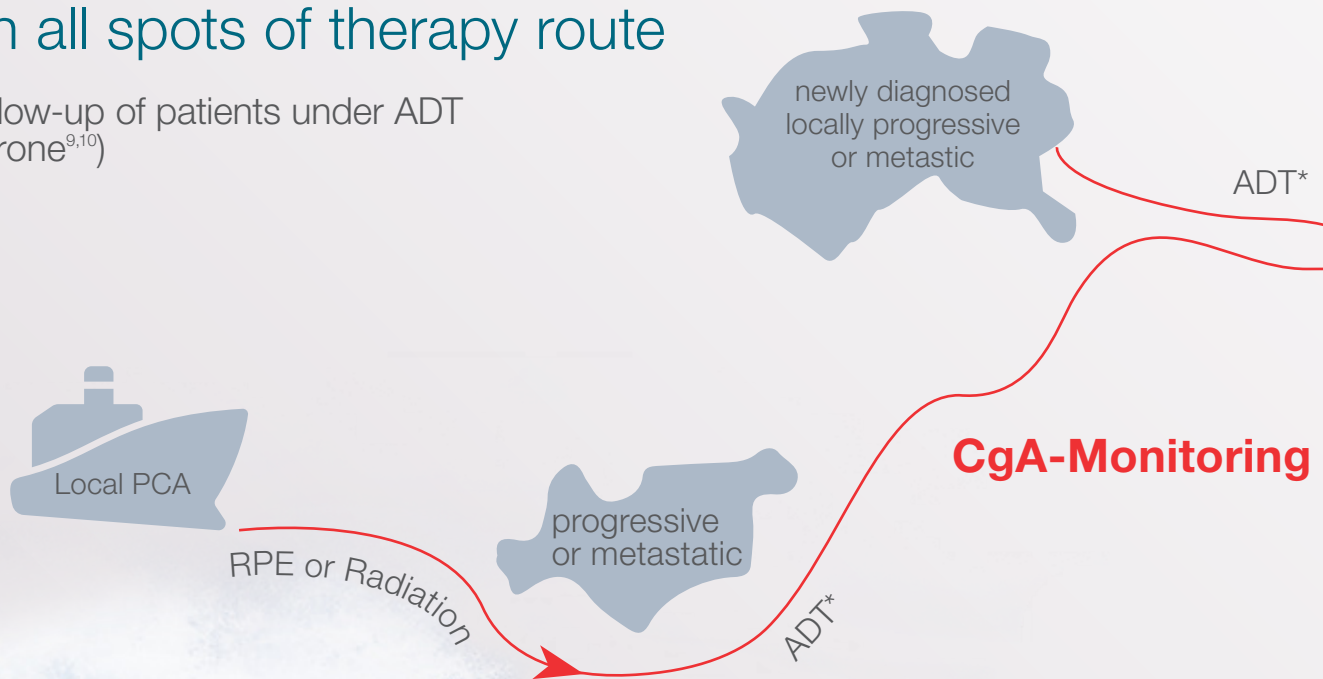 n all spots of therapy route
low-up of patients under ADT
rone9,10)
newly diagnosed
locally progressive
or metastic
ADT*
Local PCA
RPE or Radiation
progressive
or metastatic
ADT*
CgA-Monitoring